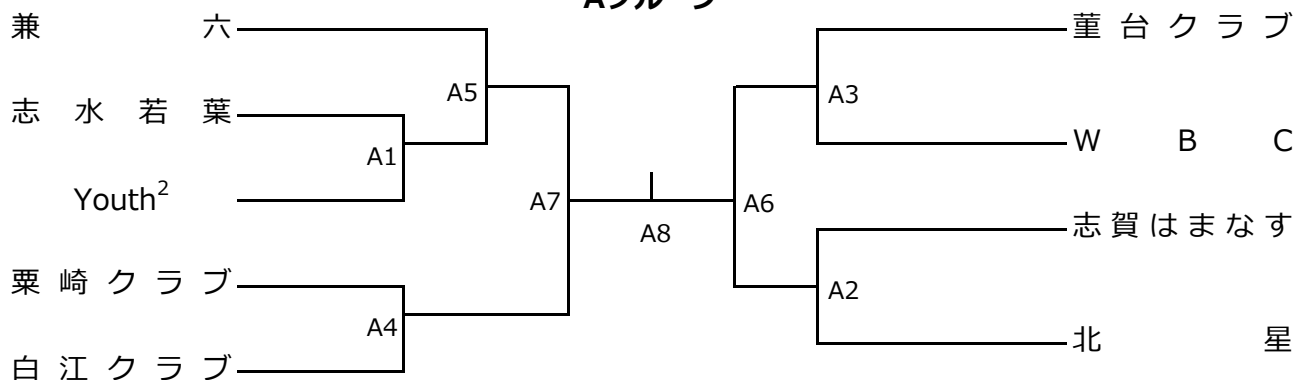 Aグループ
兼六
志水若葉
Youth²
粟崎クラブ
白江クラブ
A5
A1
A4
A7
A8
A6
A3
A2
菫台クラブ
WBC
志賀はまなす
北星